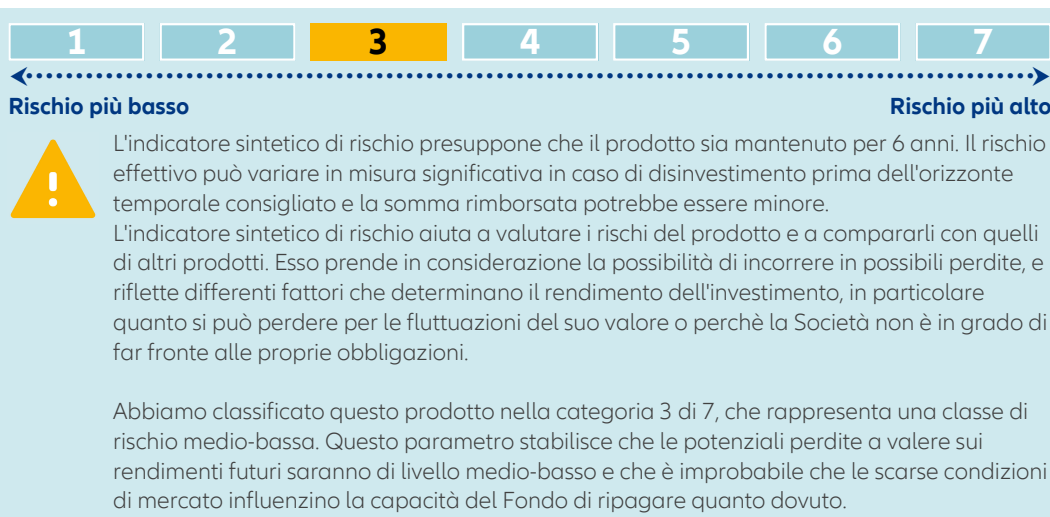 1 2 3 4 5 6 7
Rischio più basso Rischio più alto
L'indicatore sintetico di rischio presuppone che il prodotto sia mantenuto per 6 anni. Il rischio
effettivo può variare in misura significativa in caso di disinvestimento prima dell'orizzonte
temporale consigliato e la somma rimborsata potrebbe essere minore.
L'indicatore sintetico di rischio aiuta a valutare i rischi del prodotto e a compararli con quelli
di altri prodotti. Esso prende in considerazione la possibilità di incorrere in possibili perdite, e
riflette differenti fattori che determinano il rendimento dell'investimento, in particolare
quanto si può perdere per le fluttuazioni del suo valore o perchè la Società non è in grado di
far fronte alle proprie obbligazioni.
Abbiamo classificato questo prodotto nella categoria 3 di 7, che rappresenta una classe di
rischio medio-bassa. Questo parametro stabilisce che le potenziali perdite a valere sui
rendimenti futuri saranno di livello medio-basso e che è improbabile che le scarse condizioni
di mercato influenzino la capacità del Fondo di ripagare quanto dovuto.